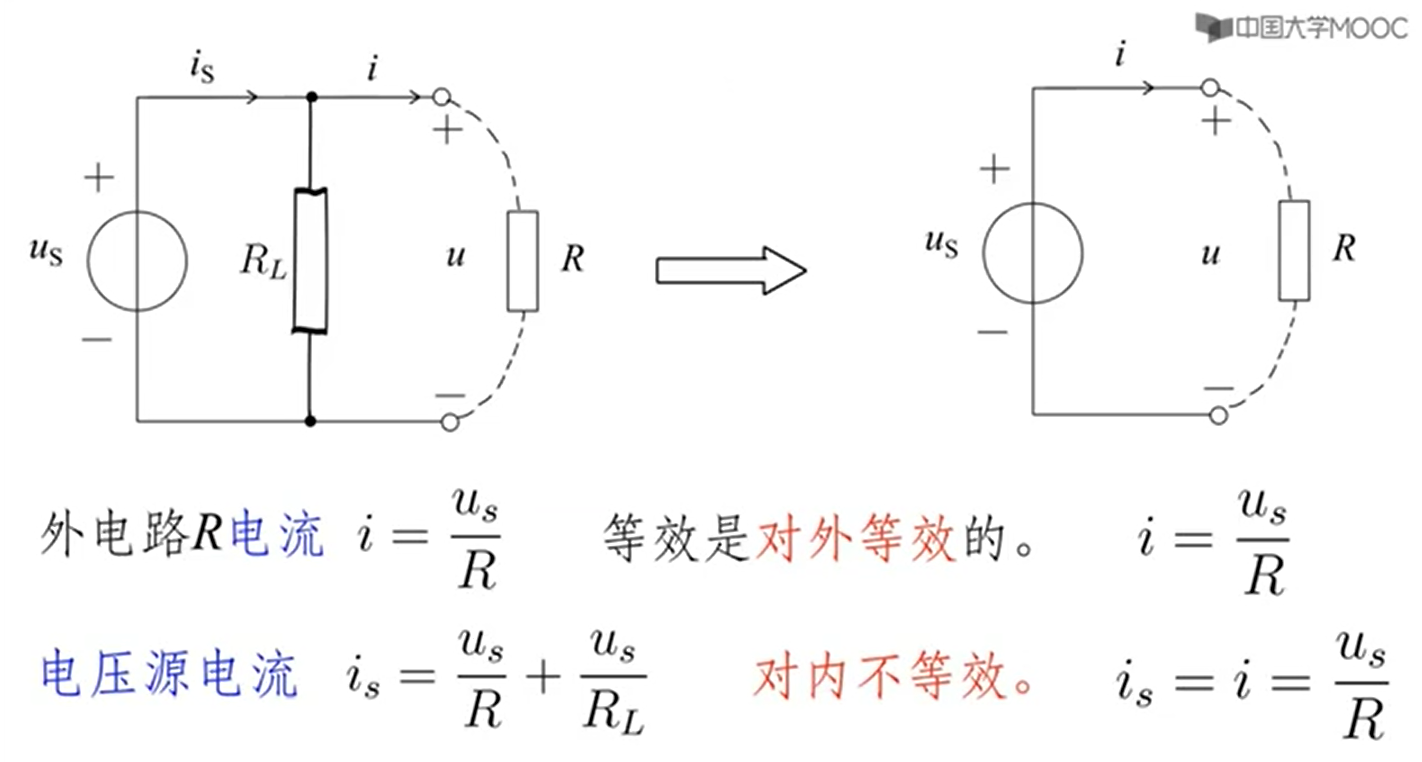 中国大学MOOC
i_S i
+ +
u_S R_L u R
− −
i
+ +
u_S u R
− −
外电路R电流 i = u_s/R 等效是对外等效的。 i = u_s/R
电压源电流 i_s = u_s/R + u_s/R_L 对内不等效。 i_s = i = u_s/R